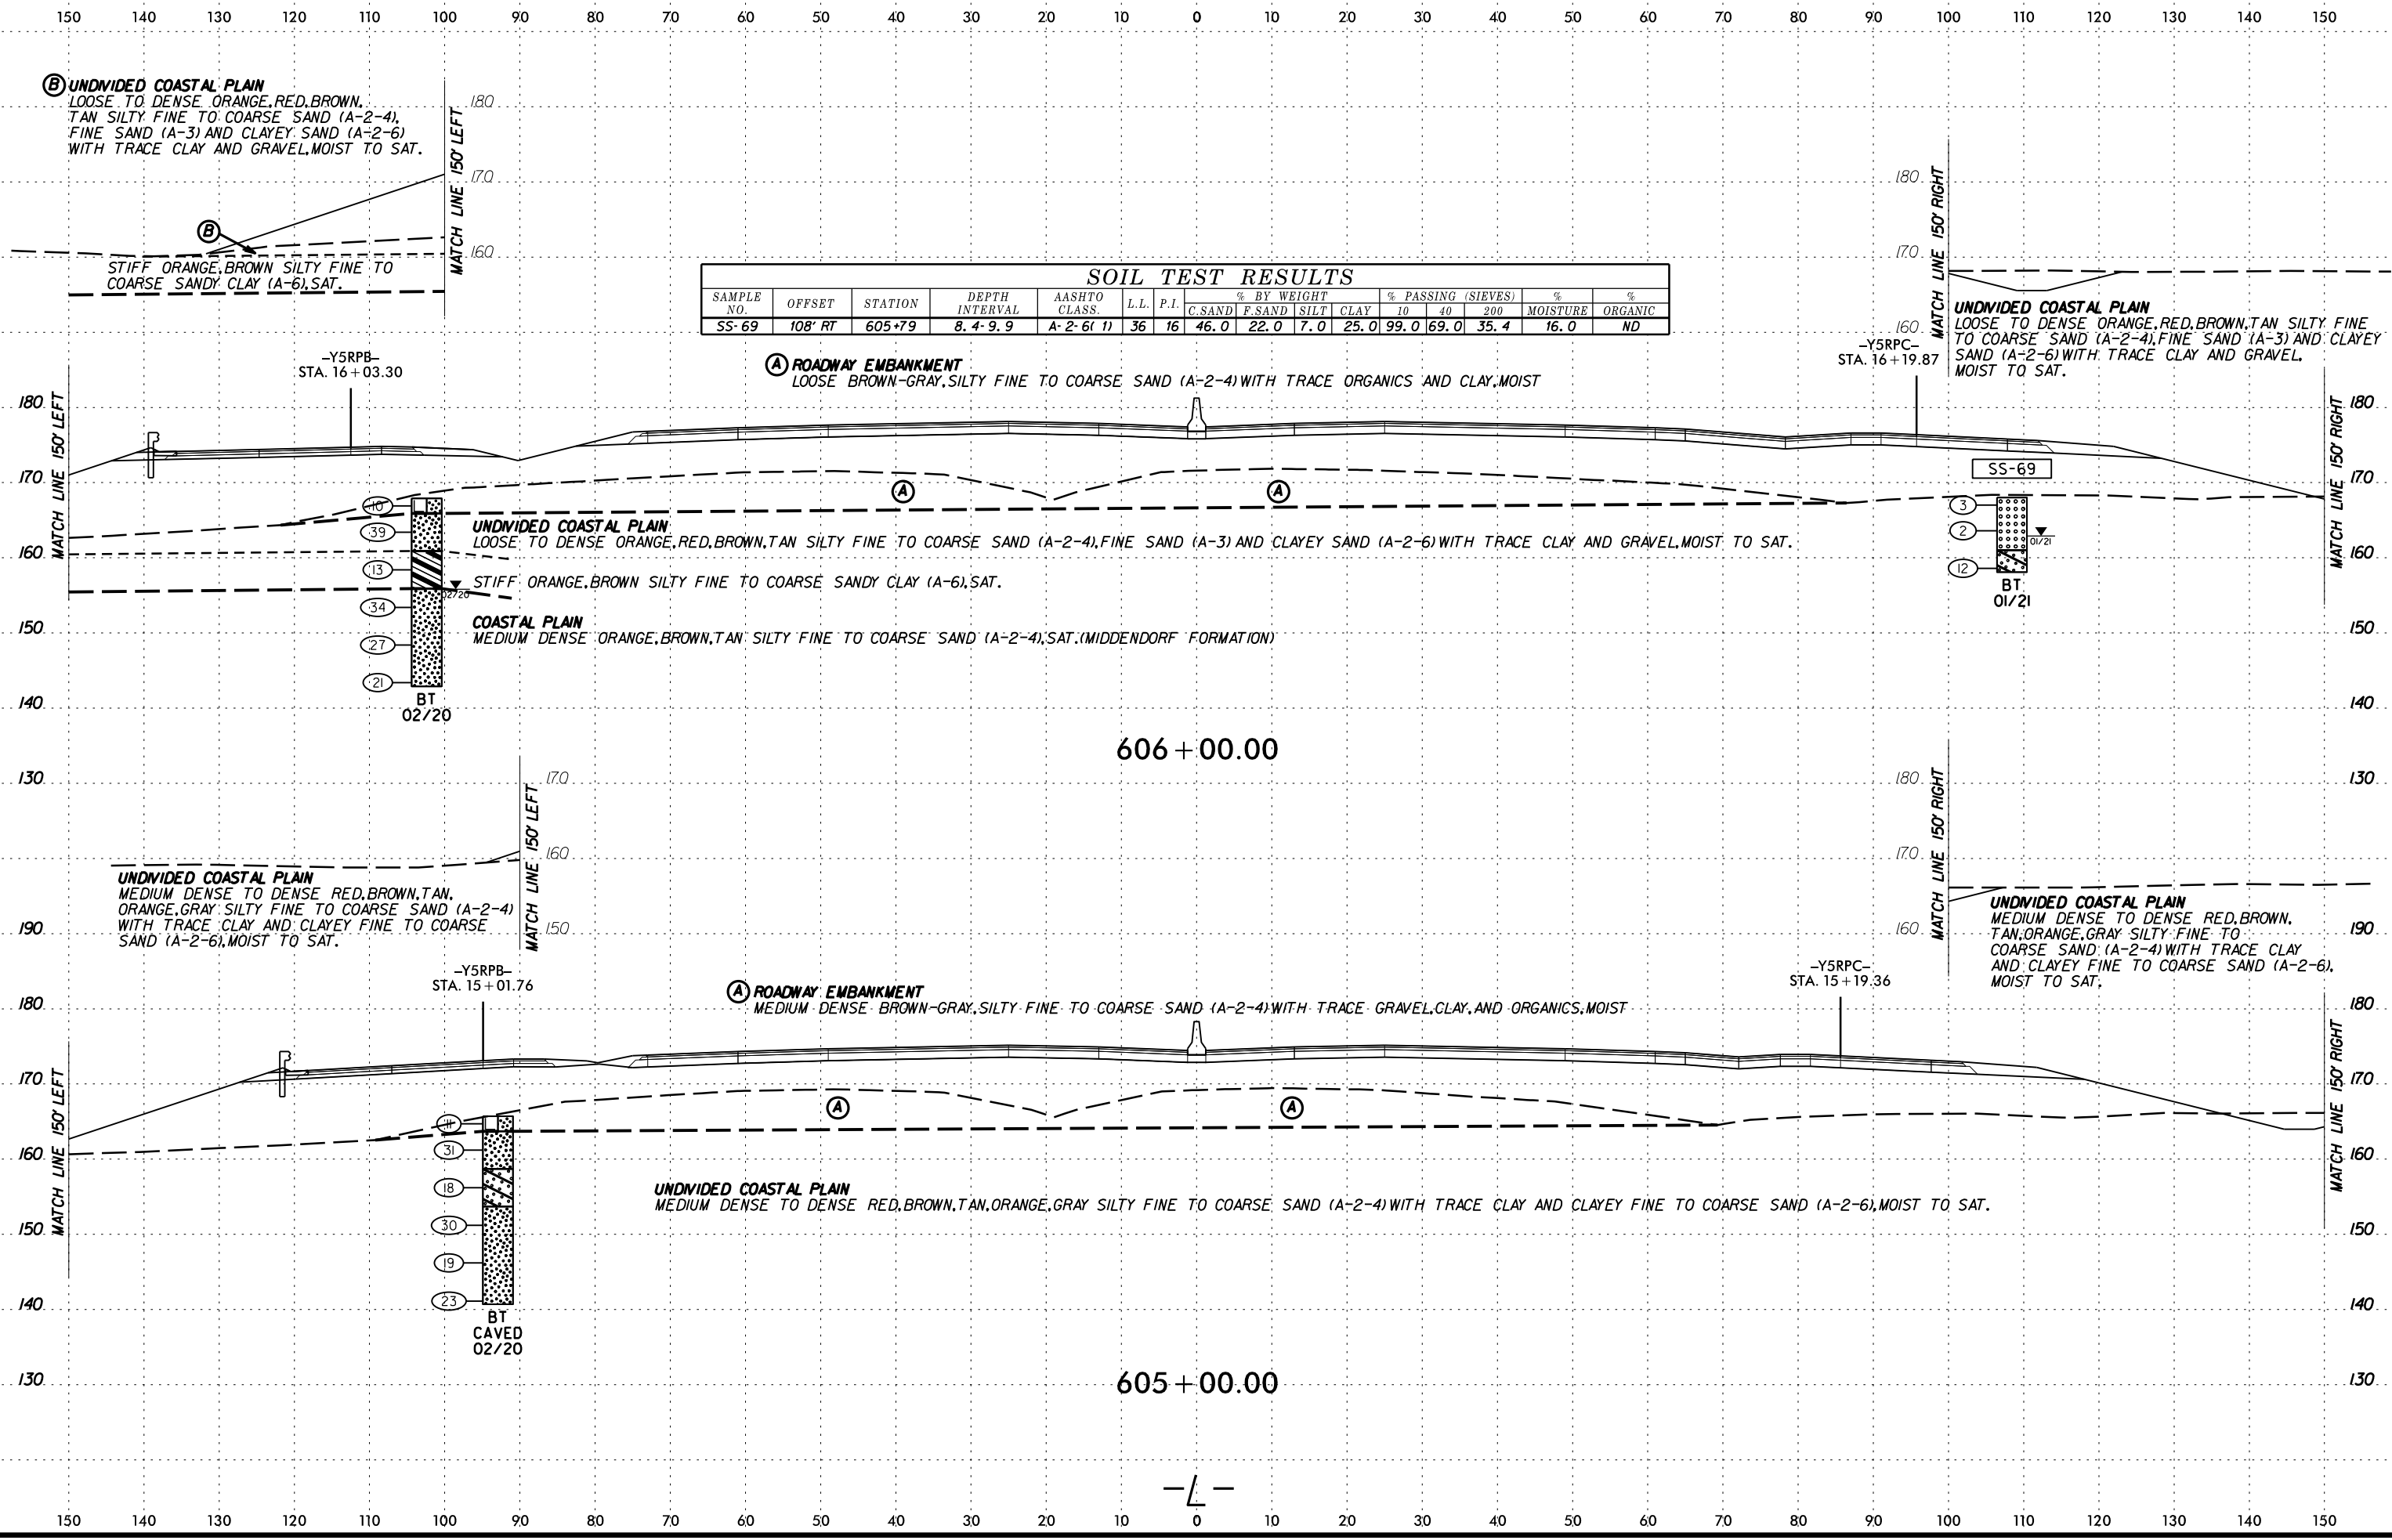 150 140 130 120 110 100 90 80 70 60 50 40 30 20 10 0 10 20 30 40 50 60 70 80 90 100 110 120 130 140 150
B UNDIVIDED COASTAL PLAIN
LOOSE TO DENSE ORANGE, RED, BROWN,
TAN SILTY FINE TO COARSE SAND (A-2-4),
FINE SAND (A-3) AND CLAYEY SAND (A-2-6)
WITH TRACE CLAY AND GRAVEL, MOIST TO SAT.
180
170
160
MATCH LINE 150' LEFT
B
STIFF ORANGE, BROWN SILTY FINE TO
COARSE SANDY CLAY (A-6), SAT.
180
170
160
MATCH LINE 150' RIGHT
UNDIVIDED COASTAL PLAIN
LOOSE TO DENSE ORANGE, RED, BROWN, TAN SILTY FINE
TO COARSE SAND (A-2-4), FINE SAND (A-3) AND CLAYEY
SAND (A-2-6) WITH TRACE CLAY AND GRAVEL,
MOIST TO SAT.
SOIL TEST RESULTS
SAMPLE NO. OFFSET STATION DEPTH INTERVAL AASHTO CLASS. L.L. P.I. % BY WEIGHT C.SAND F.SAND SILT CLAY % PASSING (SIEVES) 10 40 200 % MOISTURE % ORGANIC
SS-69 108' RT 605+79 8.4-9.9 A-2-6(1) 36 16 46.0 22.0 7.0 25.0 99.0 69.0 35.4 16.0 ND
-Y5RPB-
STA. 16+03.30
A ROADWAY EMBANKMENT
LOOSE BROWN-GRAY, SILTY FINE TO COARSE SAND (A-2-4) WITH TRACE ORGANICS AND CLAY, MOIST
-Y5RPC-
STA. 16+19.87
180
170
160
150
140
130
MATCH LINE 150' LEFT
180
170
160
150
140
130
MATCH LINE 150' RIGHT
A A
SS-69
10
39
13
34
27
21
02/20
BT
02/20
3
2
12
01/21
BT
01/21
UNDIVIDED COASTAL PLAIN
LOOSE TO DENSE ORANGE, RED, BROWN, TAN SILTY FINE TO COARSE SAND (A-2-4), FINE SAND (A-3) AND CLAYEY SAND (A-2-6) WITH TRACE CLAY AND GRAVEL, MOIST TO SAT.
STIFF ORANGE, BROWN SILTY FINE TO COARSE SANDY CLAY (A-6), SAT.
COASTAL PLAIN
MEDIUM DENSE ORANGE, BROWN, TAN SILTY FINE TO COARSE SAND (A-2-4), SAT. (MIDDENDORF FORMATION)
606+00.00
170
160
150
MATCH LINE 150' LEFT
UNDIVIDED COASTAL PLAIN
MEDIUM DENSE TO DENSE RED, BROWN, TAN,
ORANGE, GRAY SILTY FINE TO COARSE SAND (A-2-4)
WITH TRACE CLAY AND CLAYEY FINE TO COARSE
SAND (A-2-6), MOIST TO SAT.
180
170
160
MATCH LINE 150' RIGHT
UNDIVIDED COASTAL PLAIN
MEDIUM DENSE TO DENSE RED, BROWN,
TAN, ORANGE, GRAY SILTY FINE TO
COARSE SAND (A-2-4) WITH TRACE CLAY
AND CLAYEY FINE TO COARSE SAND (A-2-6),
MOIST TO SAT.
-Y5RPB-
STA. 15+01.76
A ROADWAY EMBANKMENT
MEDIUM DENSE BROWN-GRAY, SILTY FINE TO COARSE SAND (A-2-4) WITH TRACE GRAVEL, CLAY, AND ORGANICS, MOIST
-Y5RPC-
STA. 15+19.36
190
180
170
160
150
140
130
MATCH LINE 150' LEFT
190
180
170
160
150
140
130
MATCH LINE 150' RIGHT
A A
11
31
18
30
19
23
BT
CAVED
02/20
UNDIVIDED COASTAL PLAIN
MEDIUM DENSE TO DENSE RED, BROWN, TAN, ORANGE, GRAY SILTY FINE TO COARSE SAND (A-2-4) WITH TRACE CLAY AND CLAYEY FINE TO COARSE SAND (A-2-6), MOIST TO SAT.
605+00.00
-L-
150 140 130 120 110 100 90 80 70 60 50 40 30 20 10 0 10 20 30 40 50 60 70 80 90 100 110 120 130 140 150